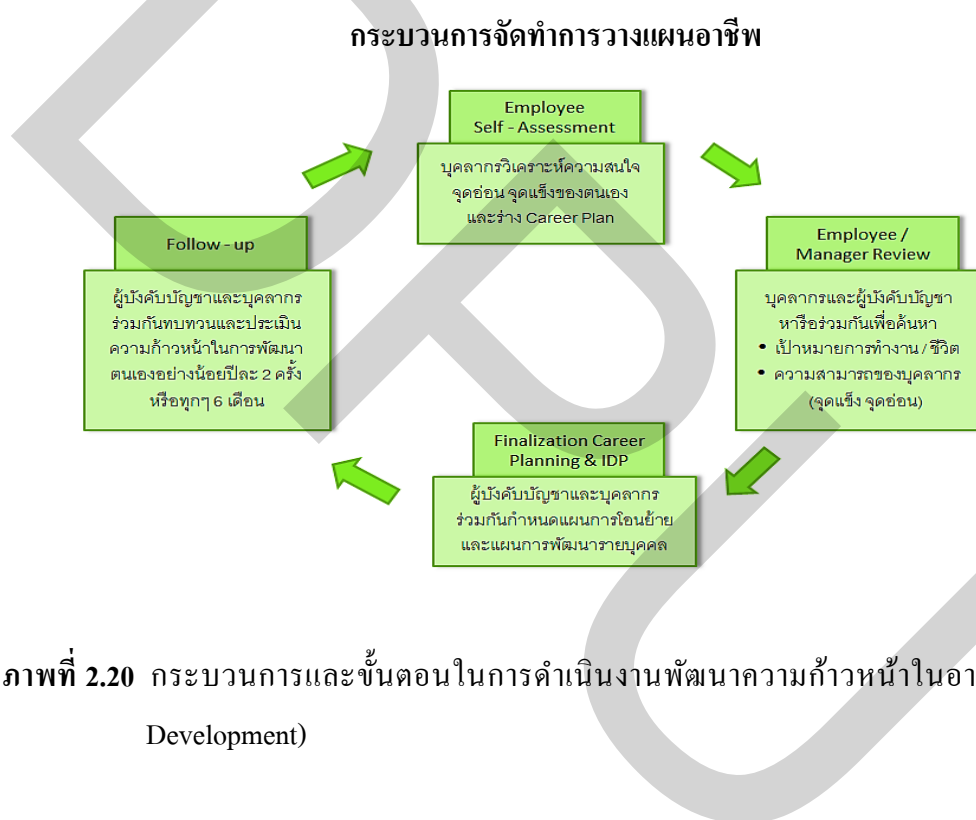 กระบวนการจัดทำการวางแผนอาชีพ
Employee
Self - Assessment
บุคลากรวิเคราะห์ความสนใจ
จุดอ่อน จุดแข็งของตนเอง
และร่าง Career Plan
Employee /
Manager Review
บุคลากรและผู้บังคับบัญชา
หารือร่วมกันเพื่อค้นหา
• เป้าหมายการทำงาน / ชีวิต
• ความสามารถของบุคลากร
(จุดแข็ง จุดอ่อน)
Finalization Career
Planning & IDP
ผู้บังคับบัญชาและบุคลากร
ร่วมกันกำหนดแผนการโอนย้าย
และแผนการพัฒนารายบุคคล
Follow - up
ผู้บังคับบัญชาและบุคลากร
ร่วมกันทบทวนและประเมิน
ความก้าวหน้าในการพัฒนา
ตนเองอย่างน้อยปีละ 2 ครั้ง
หรือทุกๆ 6 เดือน
ภาพที่ 2.20 กระบวนการและขั้นตอนในการดำเนินงานพัฒนาความก้าวหน้าในอา
Development)
DPU